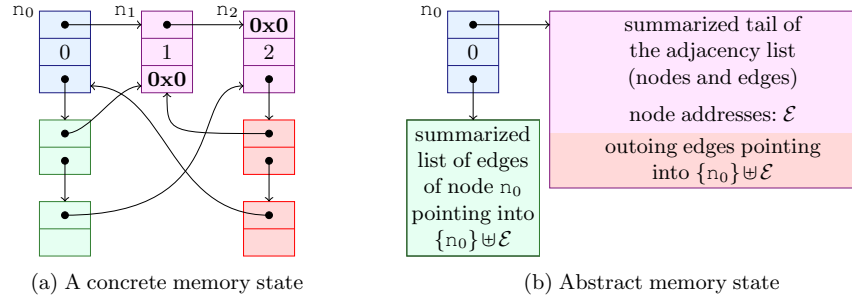 n₀
n₁
n₂
0
1
0x0
0x0
2
(a) A concrete memory state
n₀
0
summarized tail of
the adjacency list
(nodes and edges)
node addresses: ℰ
outoing edges pointing
into {n₀} ⊎ ℰ
summarized
list of edges
of node n₀
pointing into
{n₀} ⊎ ℰ
(b) Abstract memory state